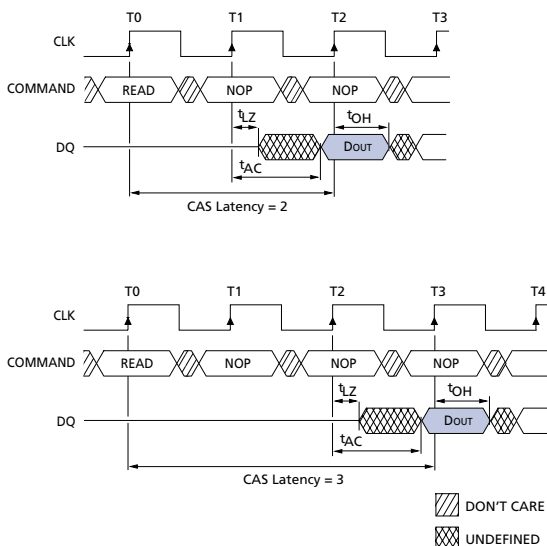 T0 T1 T2 T3
CLK
COMMAND READ NOP NOP
tLZ tOH
DQ DOUT
tAC
CAS Latency = 2
T0 T1 T2 T3 T4
CLK
COMMAND READ NOP NOP NOP
tLZ tOH
DQ DOUT
tAC
CAS Latency = 3
DON'T CARE
UNDEFINED